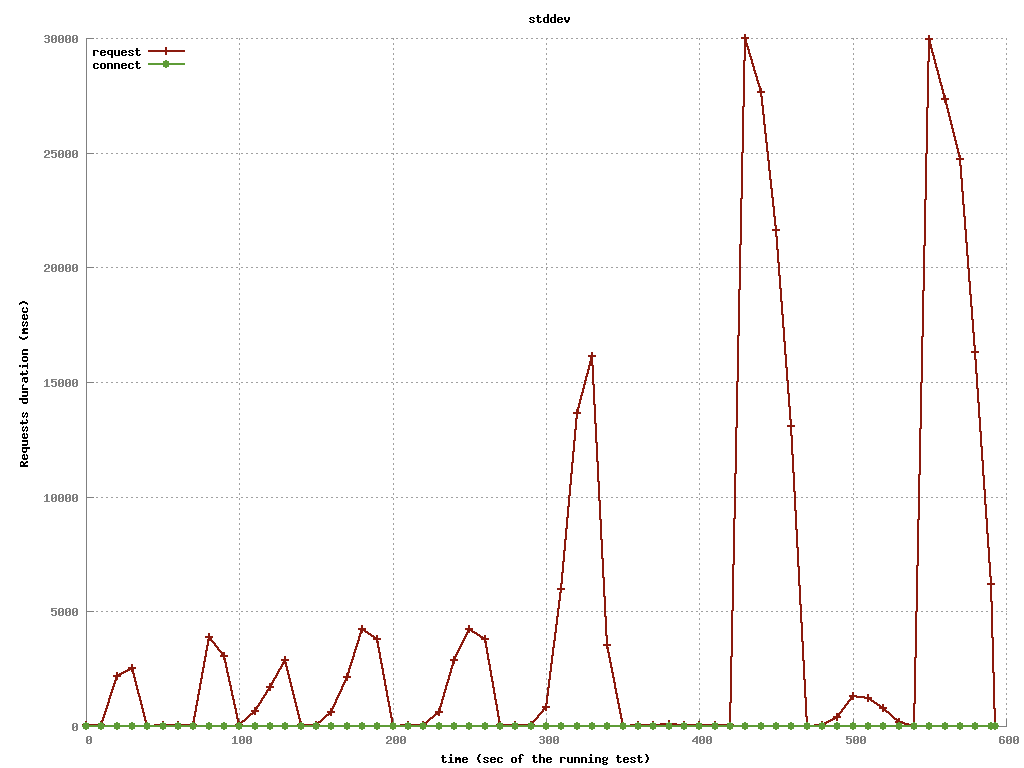 stddev
request
connect
30000
25000
20000
15000
10000
5000
0
Requests duration (msec)
0 100 200 300 400 500 600
time (sec of the running test)